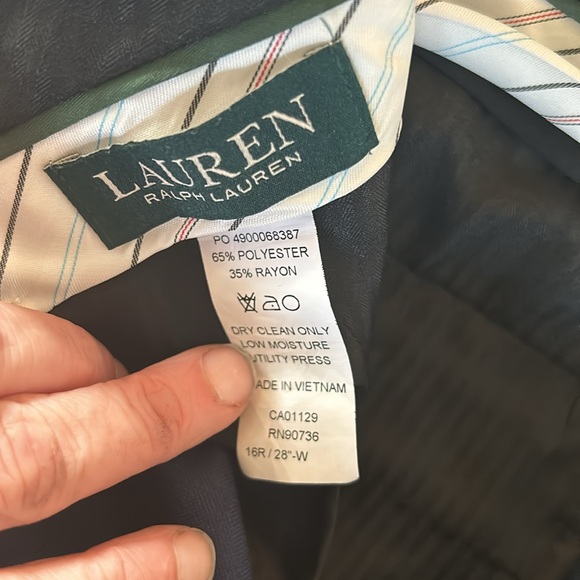 LAUREN
RALPH LAUREN
PO 4900068387
65% POLYESTER
35% RAYON
DRY CLEAN ONLY
LOW MOISTURE
UTILITY PRESS
MADE IN VIETNAM
CA01129
RN90736
16R / 28"-W